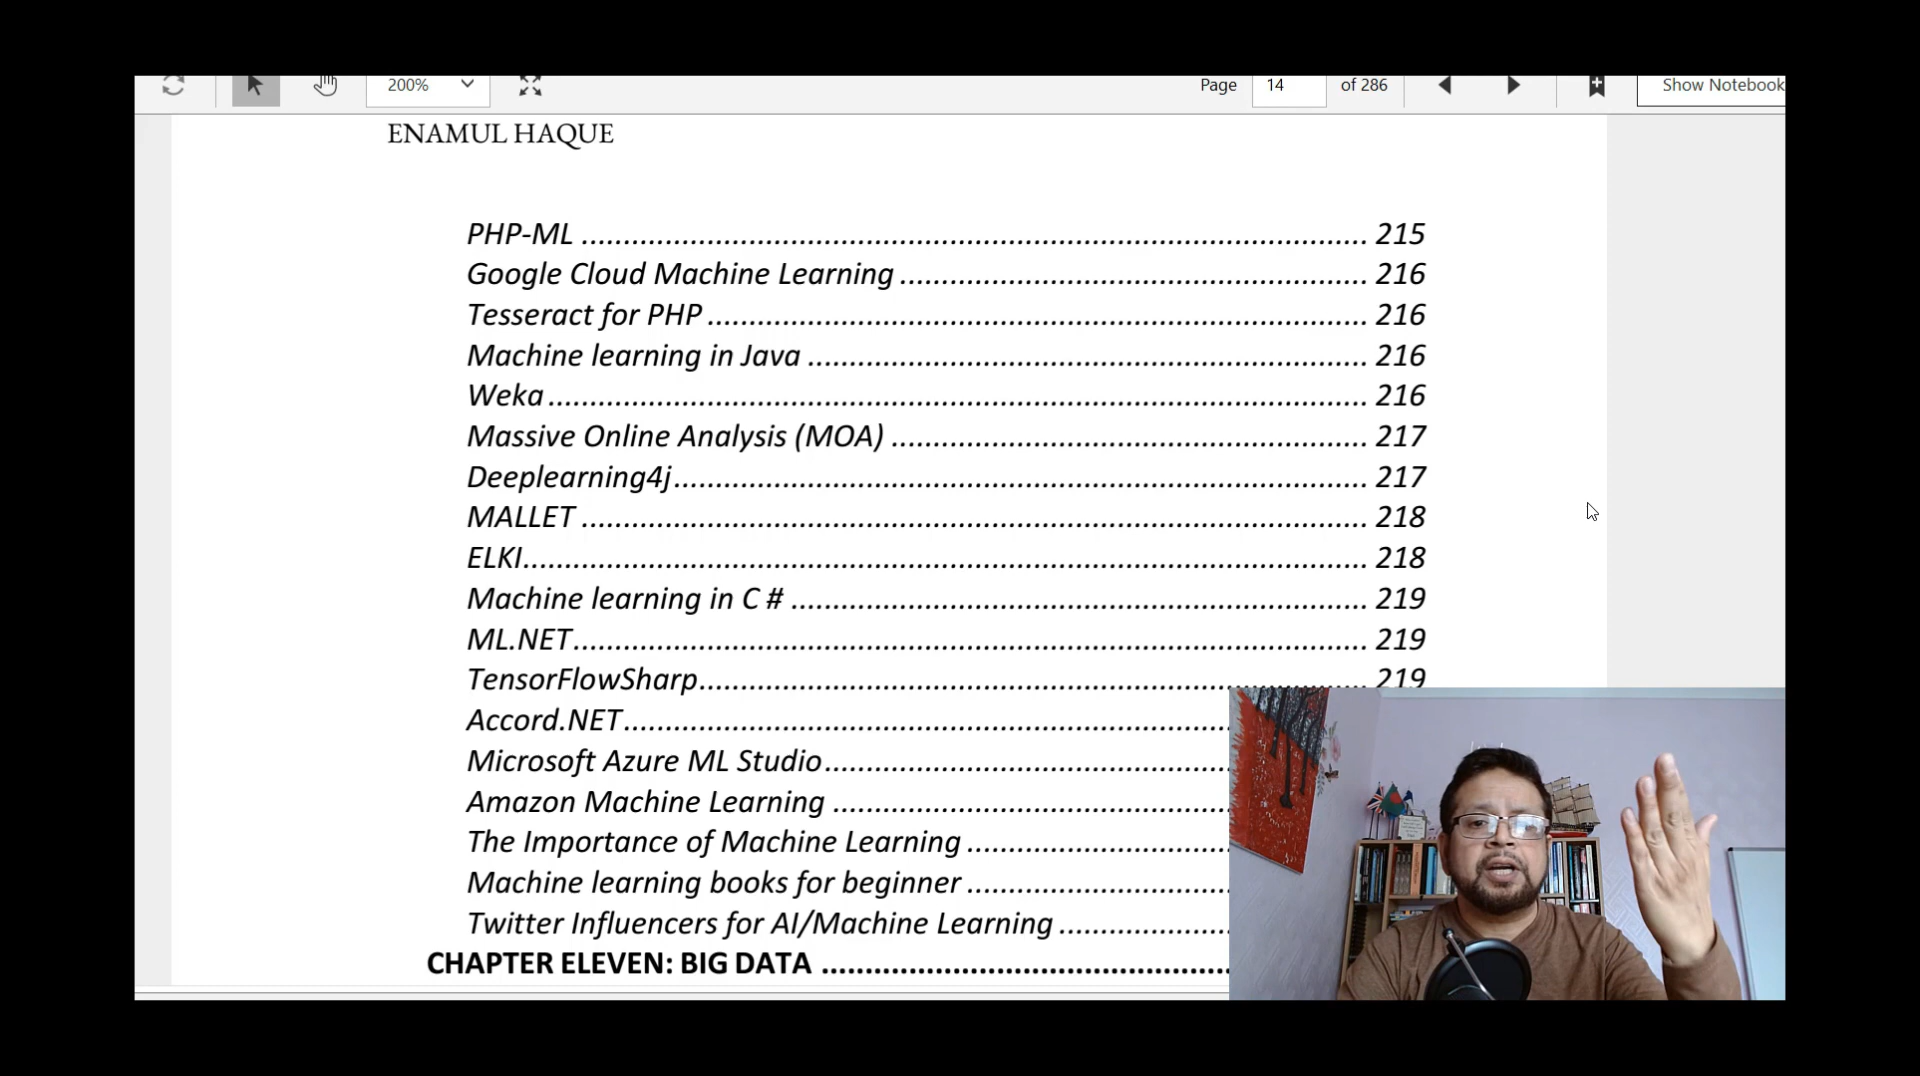 200%
Page 14 of 286
Show Notebook
ENAMUL HAQUE
PHP-ML ........................................................................ 215
Google Cloud Machine Learning ........................................................ 216
Tesseract for PHP ........................................................................ 216
Machine learning in Java ................................................................ 216
Weka ........................................................................ 216
Massive Online Analysis (MOA) ........................................................ 217
Deeplearning4j ........................................................................ 217
MALLET ........................................................................ 218
ELKI ........................................................................ 218
Machine learning in C # ................................................................ 219
ML.NET ........................................................................ 219
TensorFlowSharp ........................................................................ 219
Accord.NET ........................................................................
Microsoft Azure ML Studio ........................................................
Amazon Machine Learning ........................................................
The Importance of Machine Learning ................................
Machine learning books for beginner ................................
Twitter Influencers for AI/Machine Learning ....................
CHAPTER ELEVEN: BIG DATA ................................................